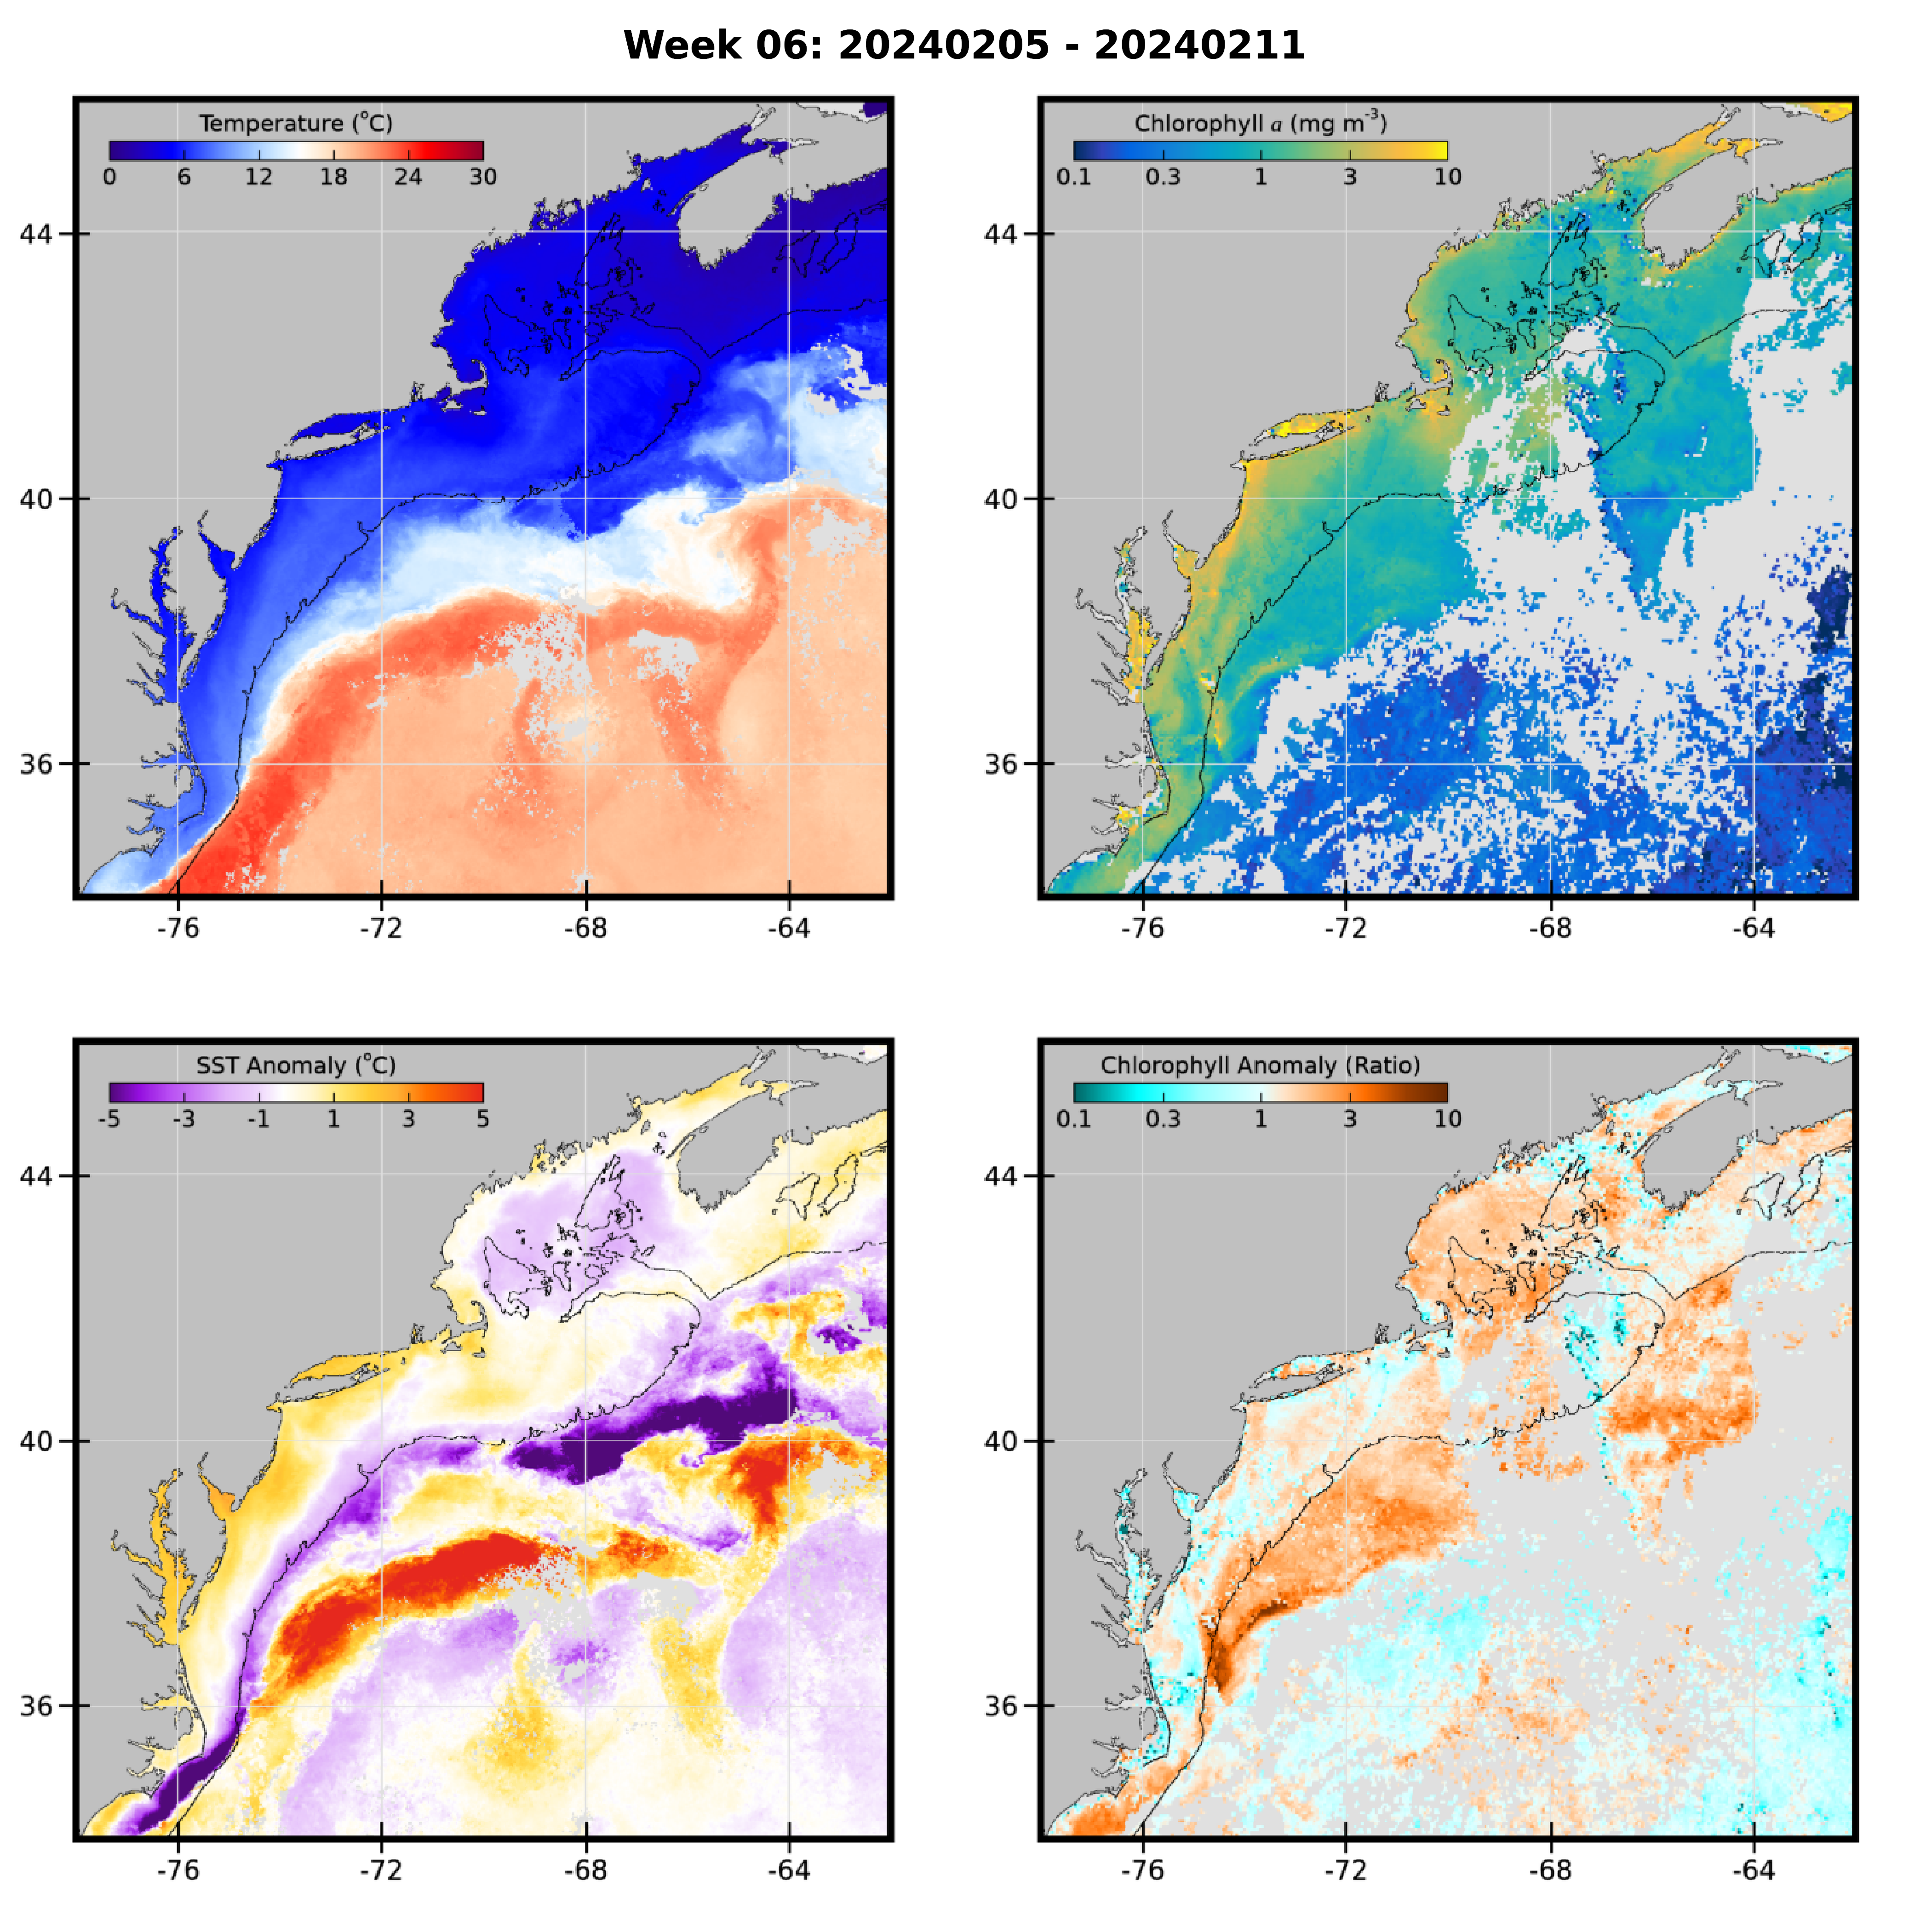 Week 06: 20240205 - 20240211
Temperature (°C)
0 6 12 18 24 30
44
40
36
-76 -72 -68 -64
Chlorophyll a (mg m⁻³)
0.1 0.3 1 3 10
44
40
36
-76 -72 -68 -64
SST Anomaly (°C)
-5 -3 -1 1 3 5
44
40
36
-76 -72 -68 -64
Chlorophyll Anomaly (Ratio)
0.1 0.3 1 3 10
44
40
36
-76 -72 -68 -64